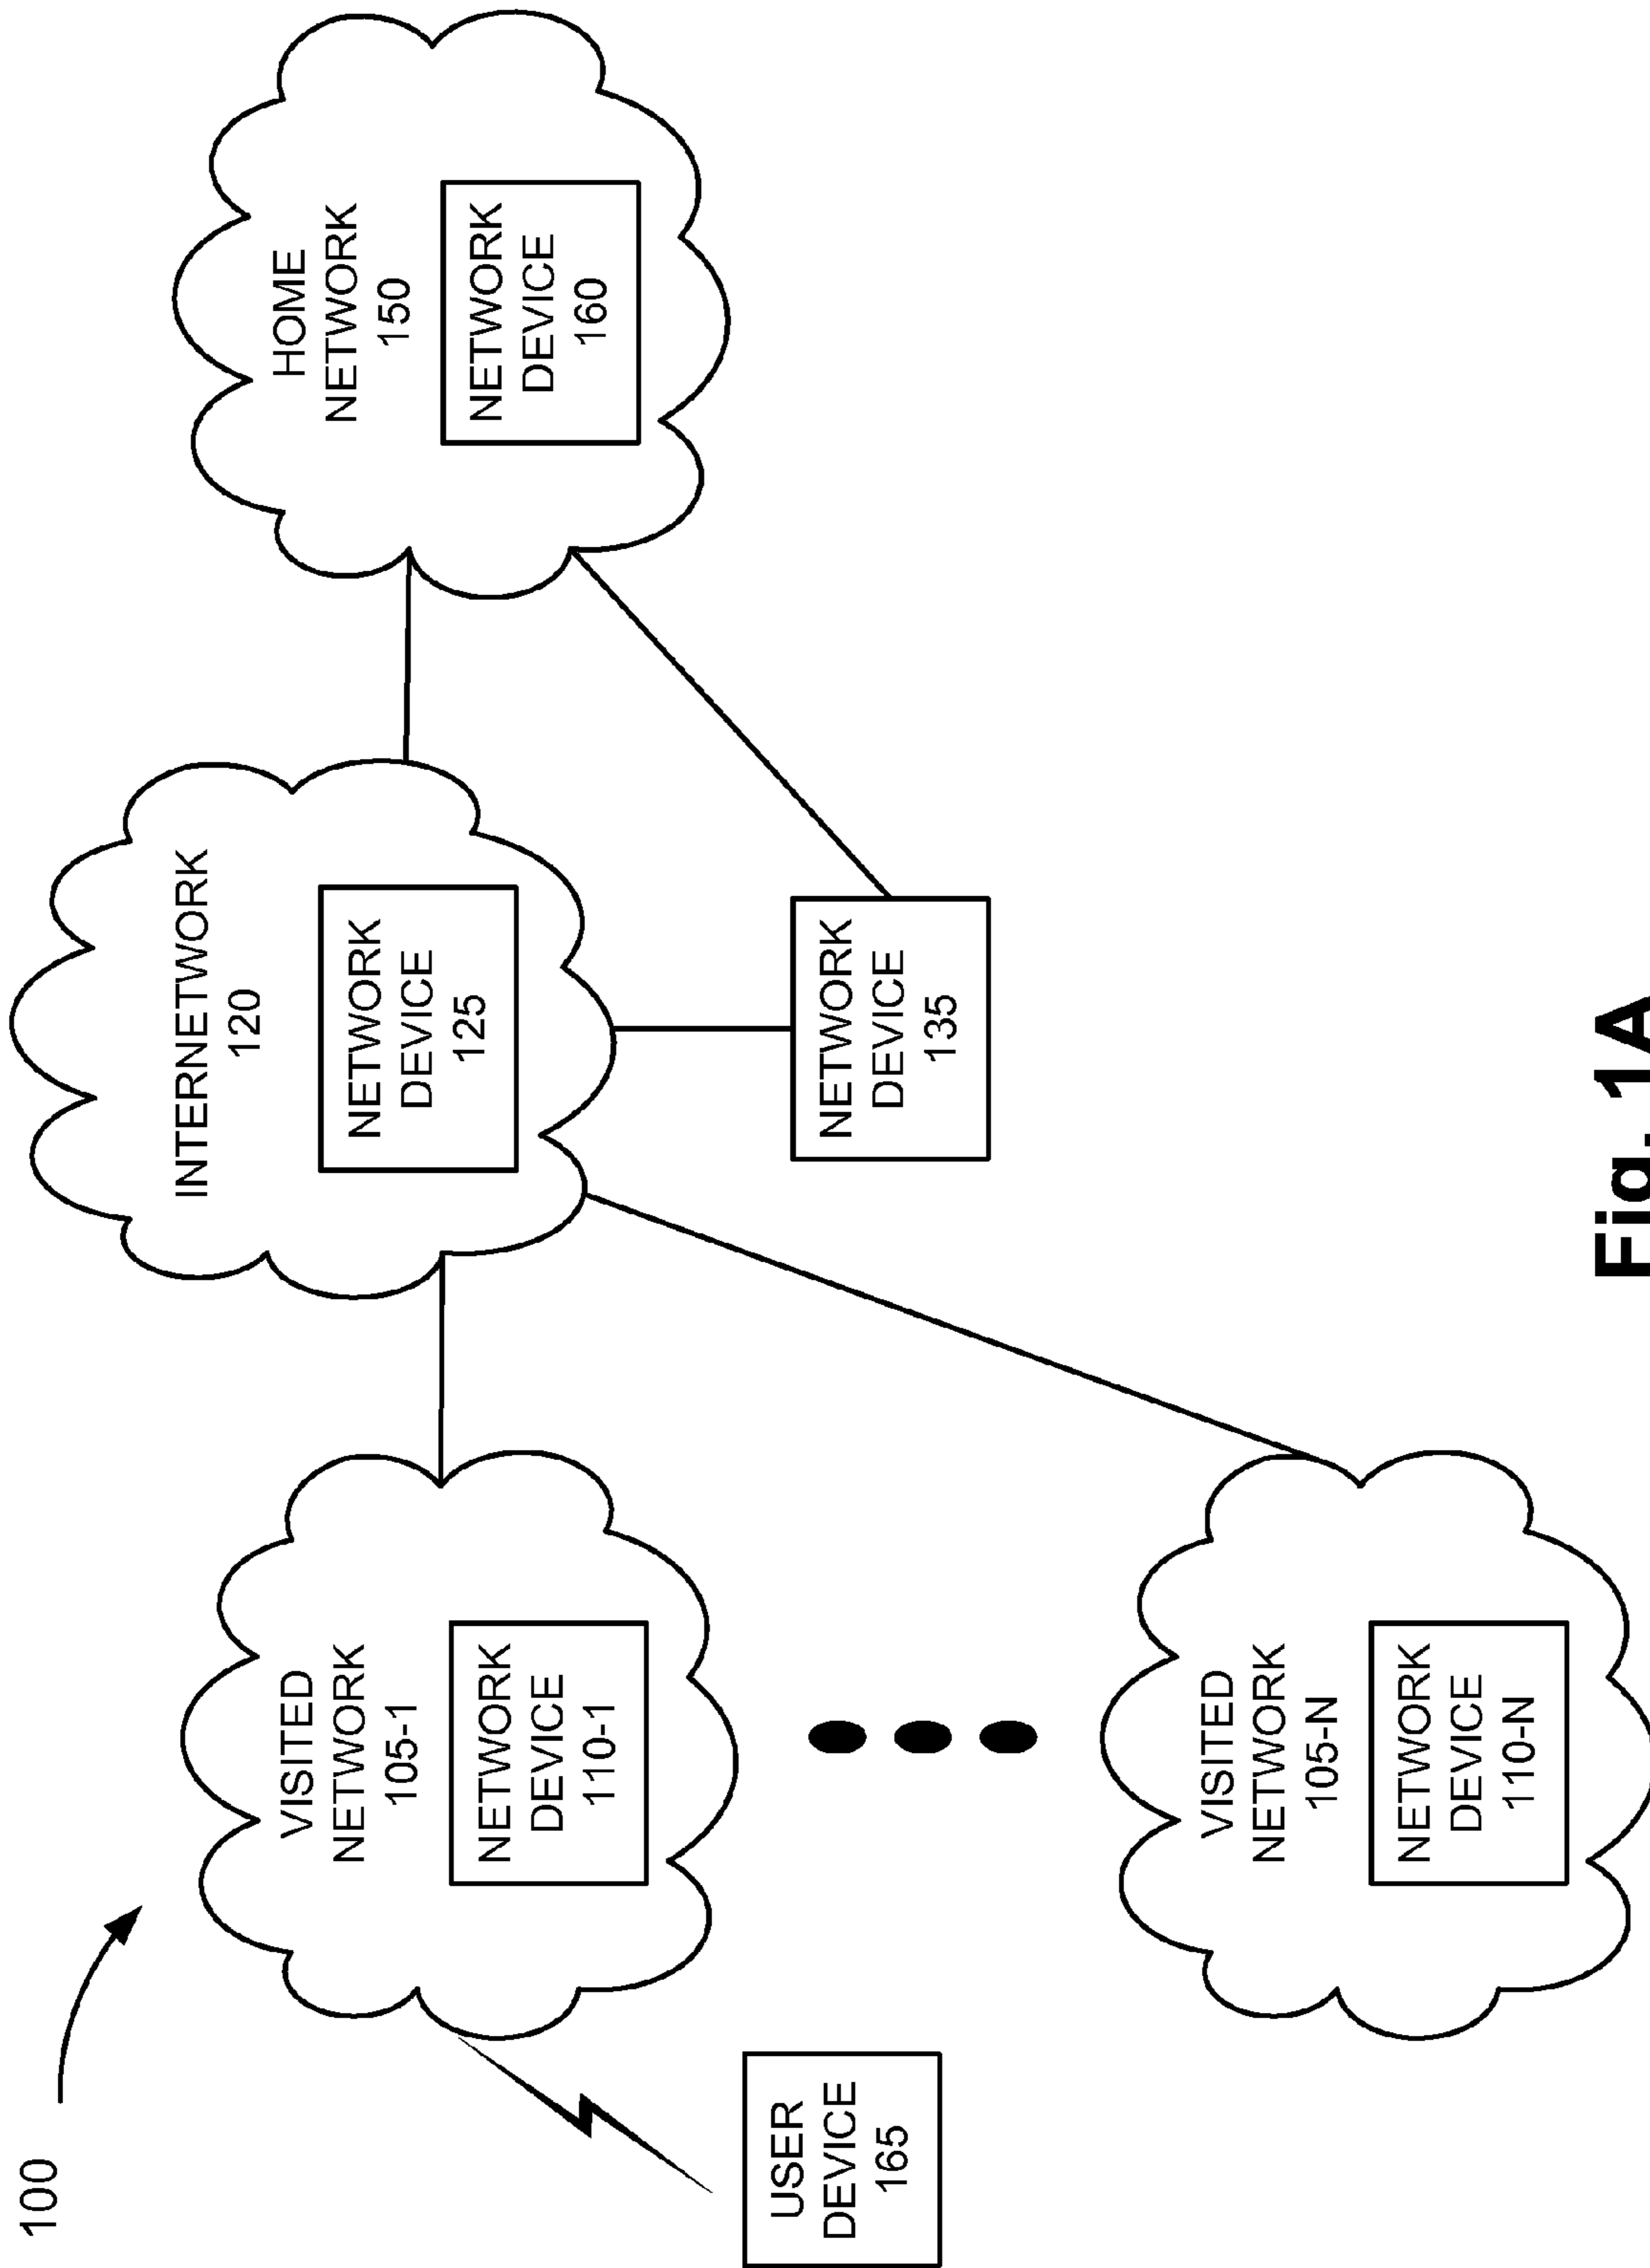 100
USER
DEVICE
165
VISITED
NETWORK
105-1
NETWORK
DEVICE
110-1
VISITED
NETWORK
105-N
NETWORK
DEVICE
110-N
INTERNETWORK
120
NETWORK
DEVICE
125
NETWORK
DEVICE
135
HOME
NETWORK
150
NETWORK
DEVICE
160
Fig. 1A